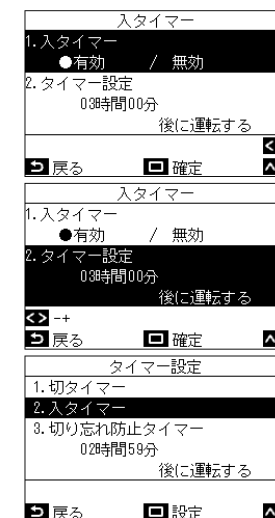 入タイマー
1.入タイマー
●有効 / 無効
2.タイマー設定
03時間00分
後に運転する
<
戻る 確定 ∧
入タイマー
1.入タイマー
●有効 / 無効
2.タイマー設定
03時間00分
後に運転する
<> -+
戻る 確定 ∧
タイマー設定
1.切タイマー
2.入タイマー
3.切り忘れ防止タイマー
02時間59分
後に運転する
戻る 設定 ∧